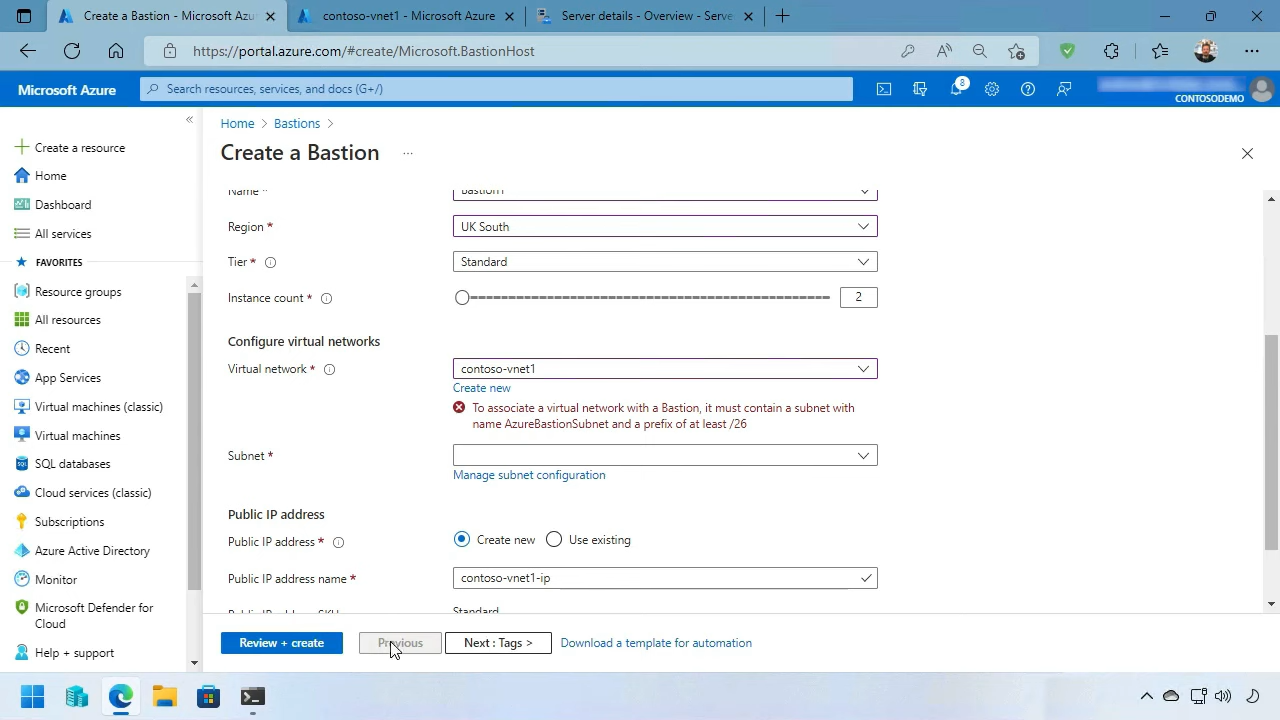 Create a Bastion - Microsoft Azu
contoso-vnet1 - Microsoft Azure
Server details - Overview - Serve
https://portal.azure.com/#create/Microsoft.BastionHost
Microsoft Azure
Search resources, services, and docs (G+/)
8
CONTOSODEMO
Home > Bastions >
Create a Bastion ...
Create a resource
Home
Dashboard
All services
FAVORITES
Resource groups
All resources
Recent
App Services
Virtual machines (classic)
Virtual machines
SQL databases
Cloud services (classic)
Subscriptions
Azure Active Directory
Monitor
Microsoft Defender for
Cloud
Help + support
Name *
Bastion1
Region *
UK South
Tier *
Standard
Instance count *
2
Configure virtual networks
Virtual network *
contoso-vnet1
Create new
To associate a virtual network with a Bastion, it must contain a subnet with
name AzureBastionSubnet and a prefix of at least /26
Subnet *
Manage subnet configuration
Public IP address
Public IP address *
Create new
Use existing
Public IP address name *
contoso-vnet1-ip
Public IP address SKU
Standard
Review + create
Previous
Next : Tags >
Download a template for automation